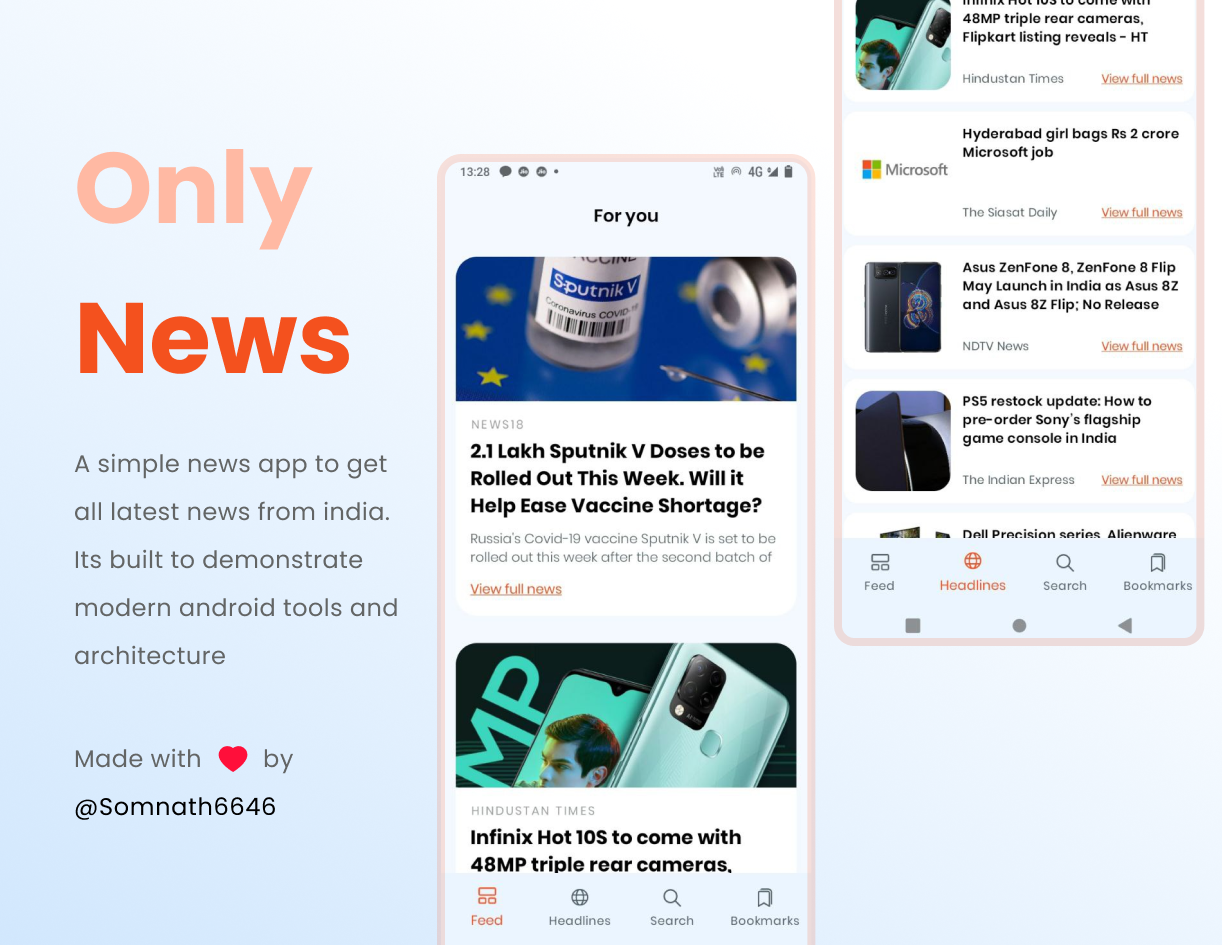 Only
News
A simple news app to get
all latest news from india.
Its built to demonstrate
modern android tools and
architecture
Made with by
@Somnath6646
13:28
4G
For you
VACCINE
Sputnik V
Coronavirus COVID-19
NEWS18
2.1 Lakh Sputnik V Doses to be
Rolled Out This Week. Will it
Help Ease Vaccine Shortage?
Russia's Covid-19 vaccine Sputnik V is set to be
rolled out this week after the second batch of
View full news
MP
HINDUSTAN TIMES
Infinix Hot 10S to come with
48MP triple rear cameras,
Feed
Headlines
Search
Bookmarks
Infinix Hot 10S to come with
48MP triple rear cameras,
Flipkart listing reveals - HT
Hindustan Times
View full news
Microsoft
Hyderabad girl bags Rs 2 crore
Microsoft job
The Siasat Daily
View full news
Asus ZenFone 8, ZenFone 8 Flip
May Launch in India as Asus 8Z
and Asus 8Z Flip; No Release
NDTV News
View full news
PS5 restock update: How to
pre-order Sony's flagship
game console in India
The Indian Express
View full news
Dell Precision series, Alienware
Feed
Headlines
Search
Bookmarks